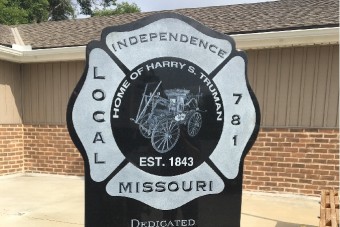 INDEPENDENCE
HOME OF HARRY S. TRUMAN
LOCAL
781
EST. 1843
MISSOURI
DEDICATED